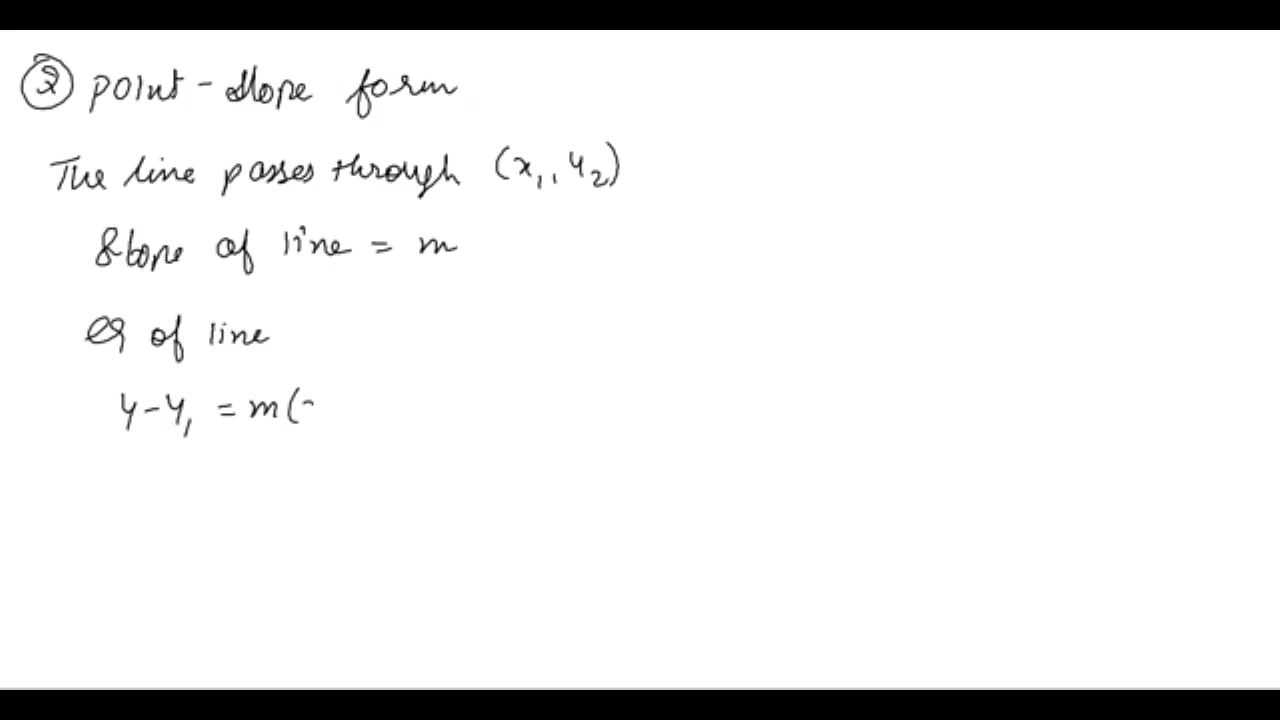 ② point - slope form
The line passes through (x₁, y₂)
Slope of line = m
eq of line
y - y₁ = m (